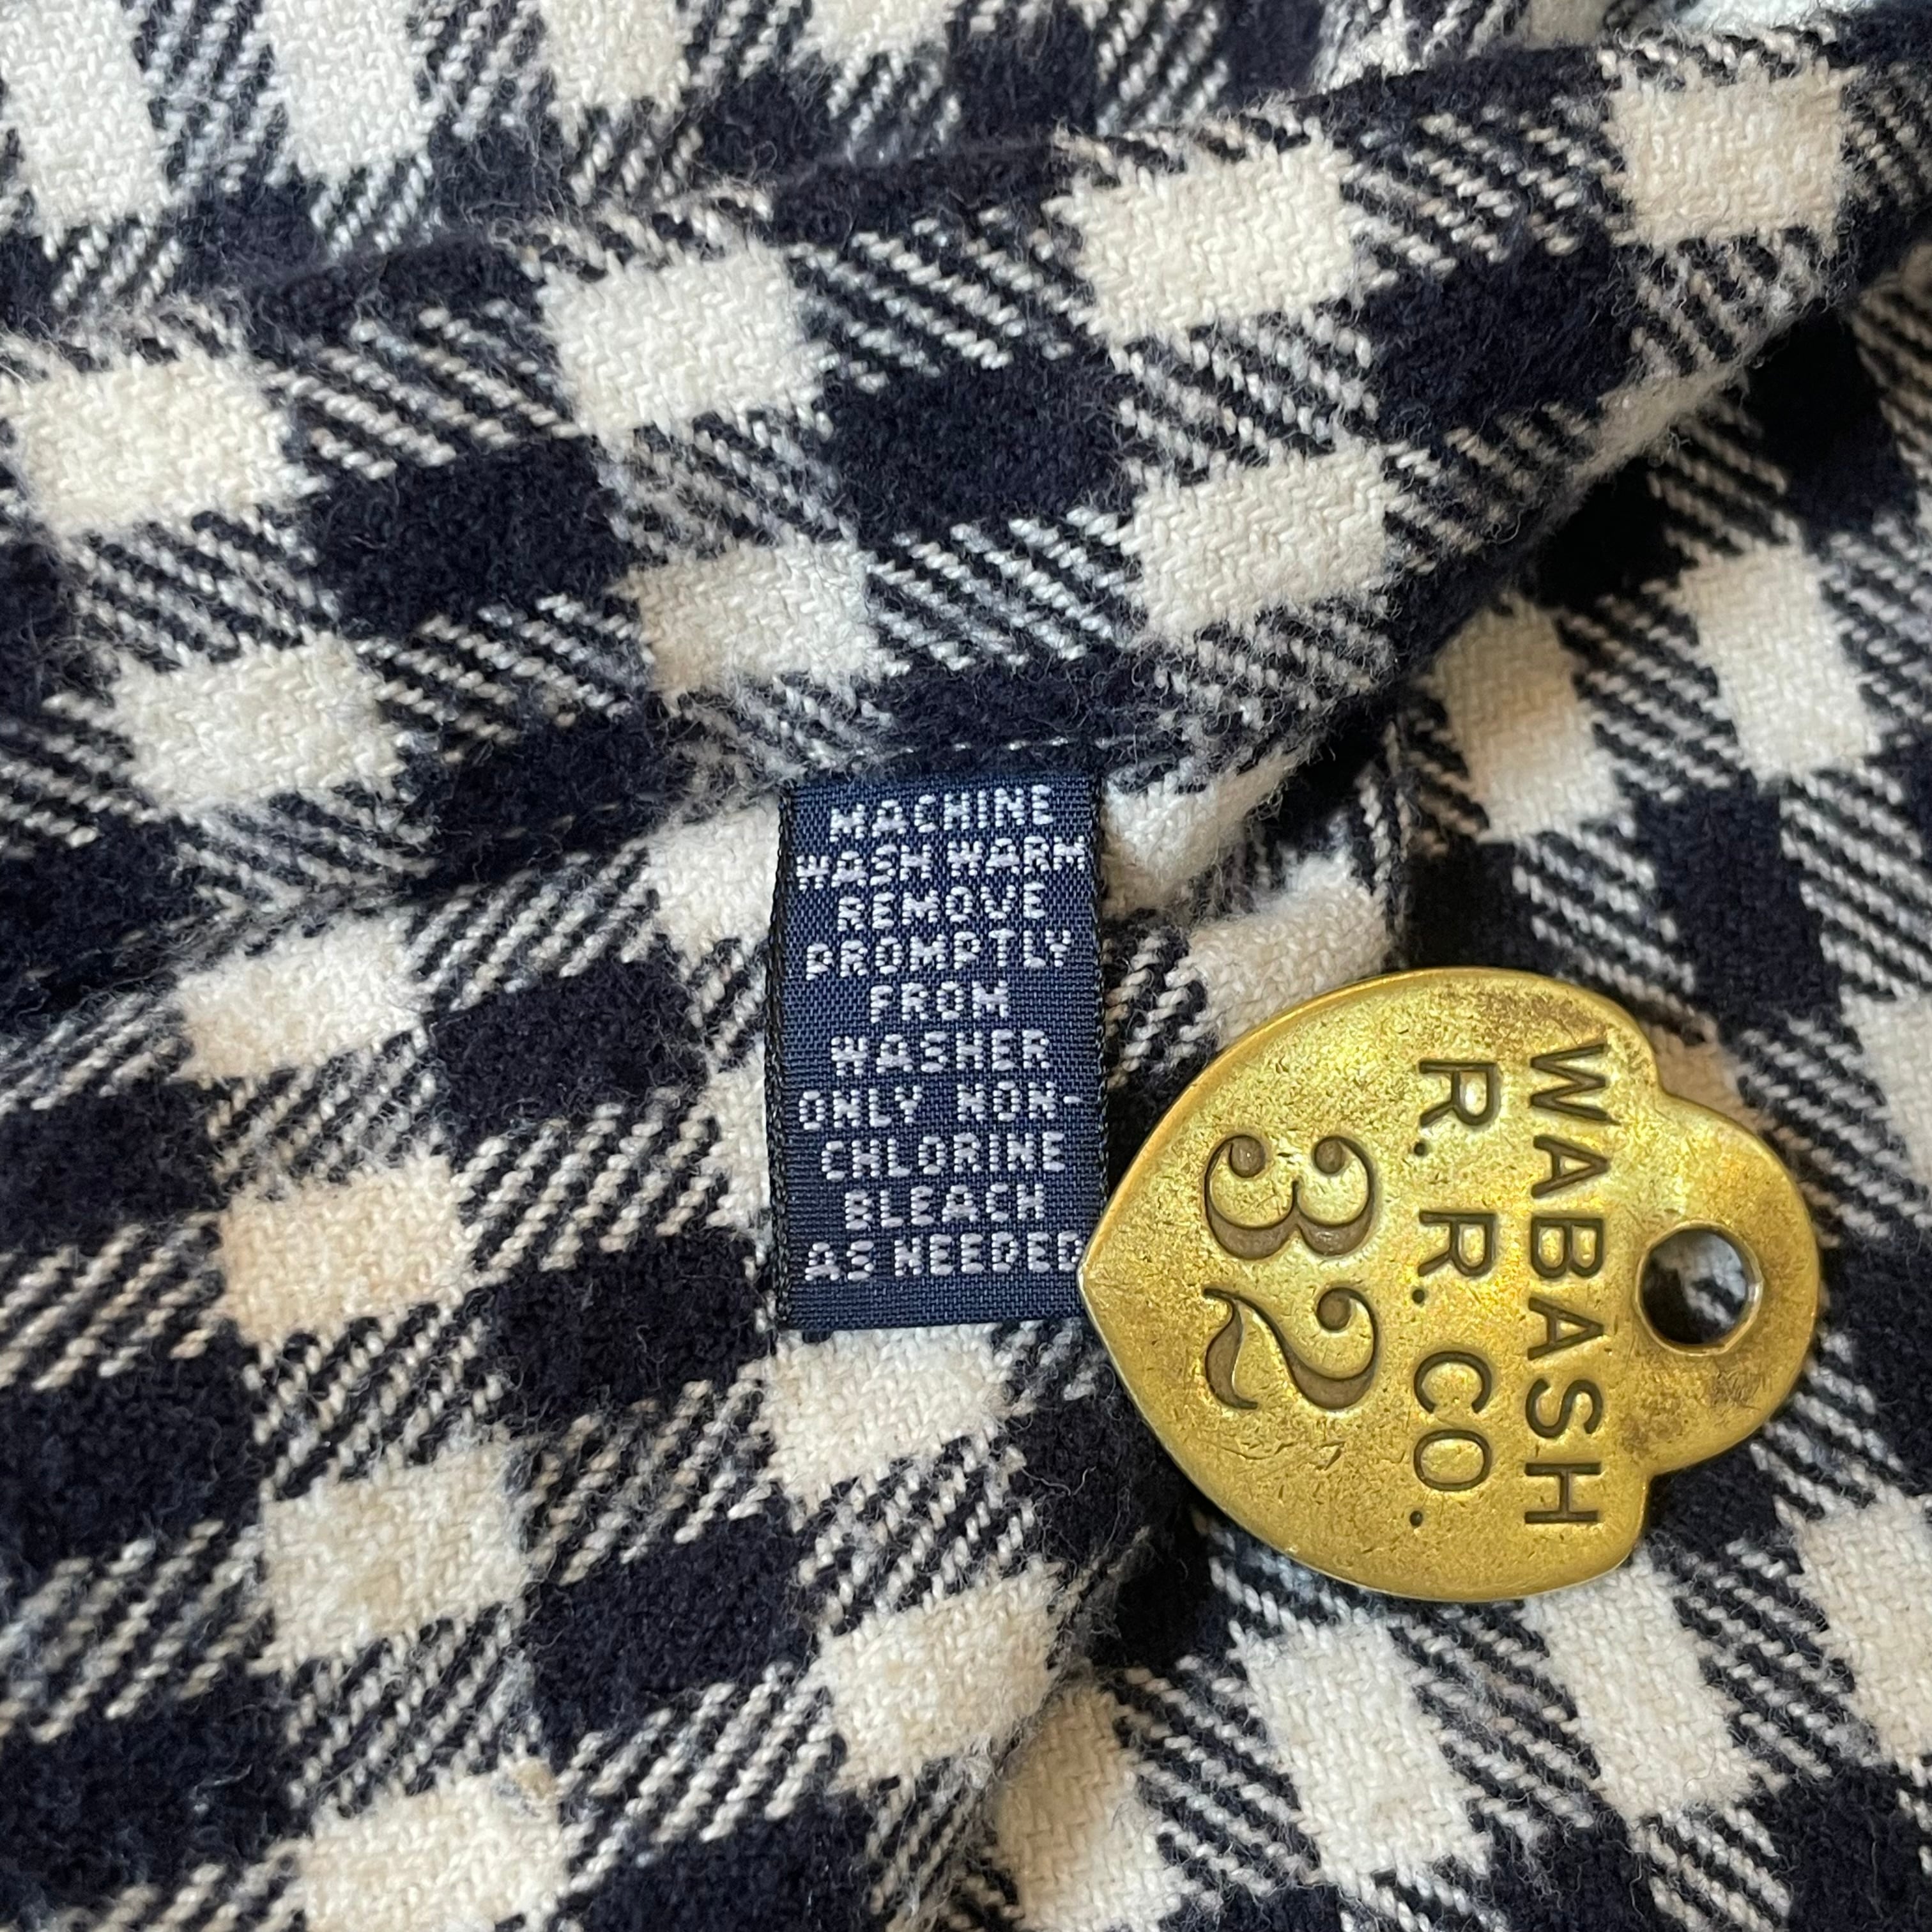 MACHINE
WASH WARM
REMOVE
PROMPTLY
FROM
WASHER
ONLY NON-
CHLORINE
BLEACH
AS NEEDED
WABASH
R. R. CO.
32